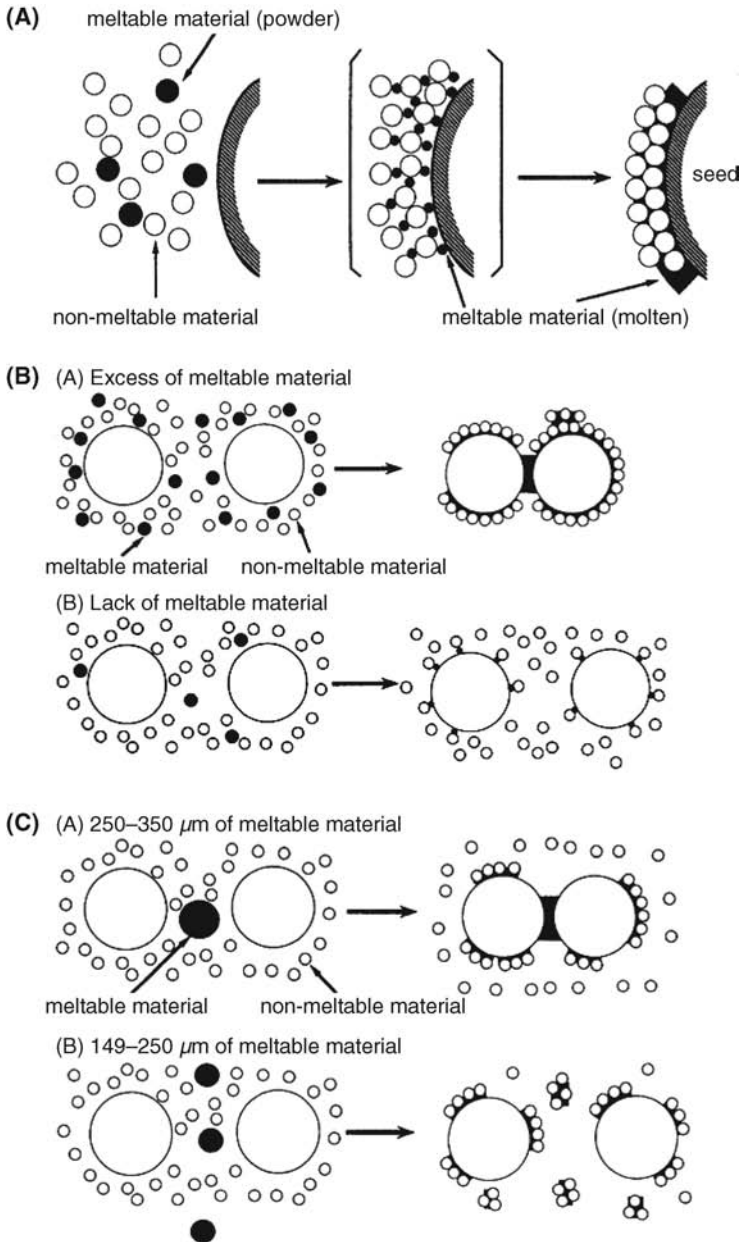 (A)
meltable material (powder)
seed
non-meltable material
meltable material (molten)
(B) (A) Excess of meltable material
meltable material
non-meltable material
(B) Lack of meltable material
(C) (A) 250–350 μm of meltable material
meltable material
non-meltable material
(B) 149–250 μm of meltable material